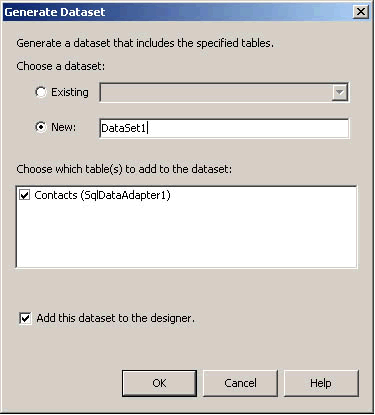 Generate Dataset
Generate a dataset that includes the specified tables.
Choose a dataset:
Existing
New:
DataSet1
Choose which table(s) to add to the dataset:
Contacts (SqlDataAdapter1)
Add this dataset to the designer.
OK
Cancel
Help